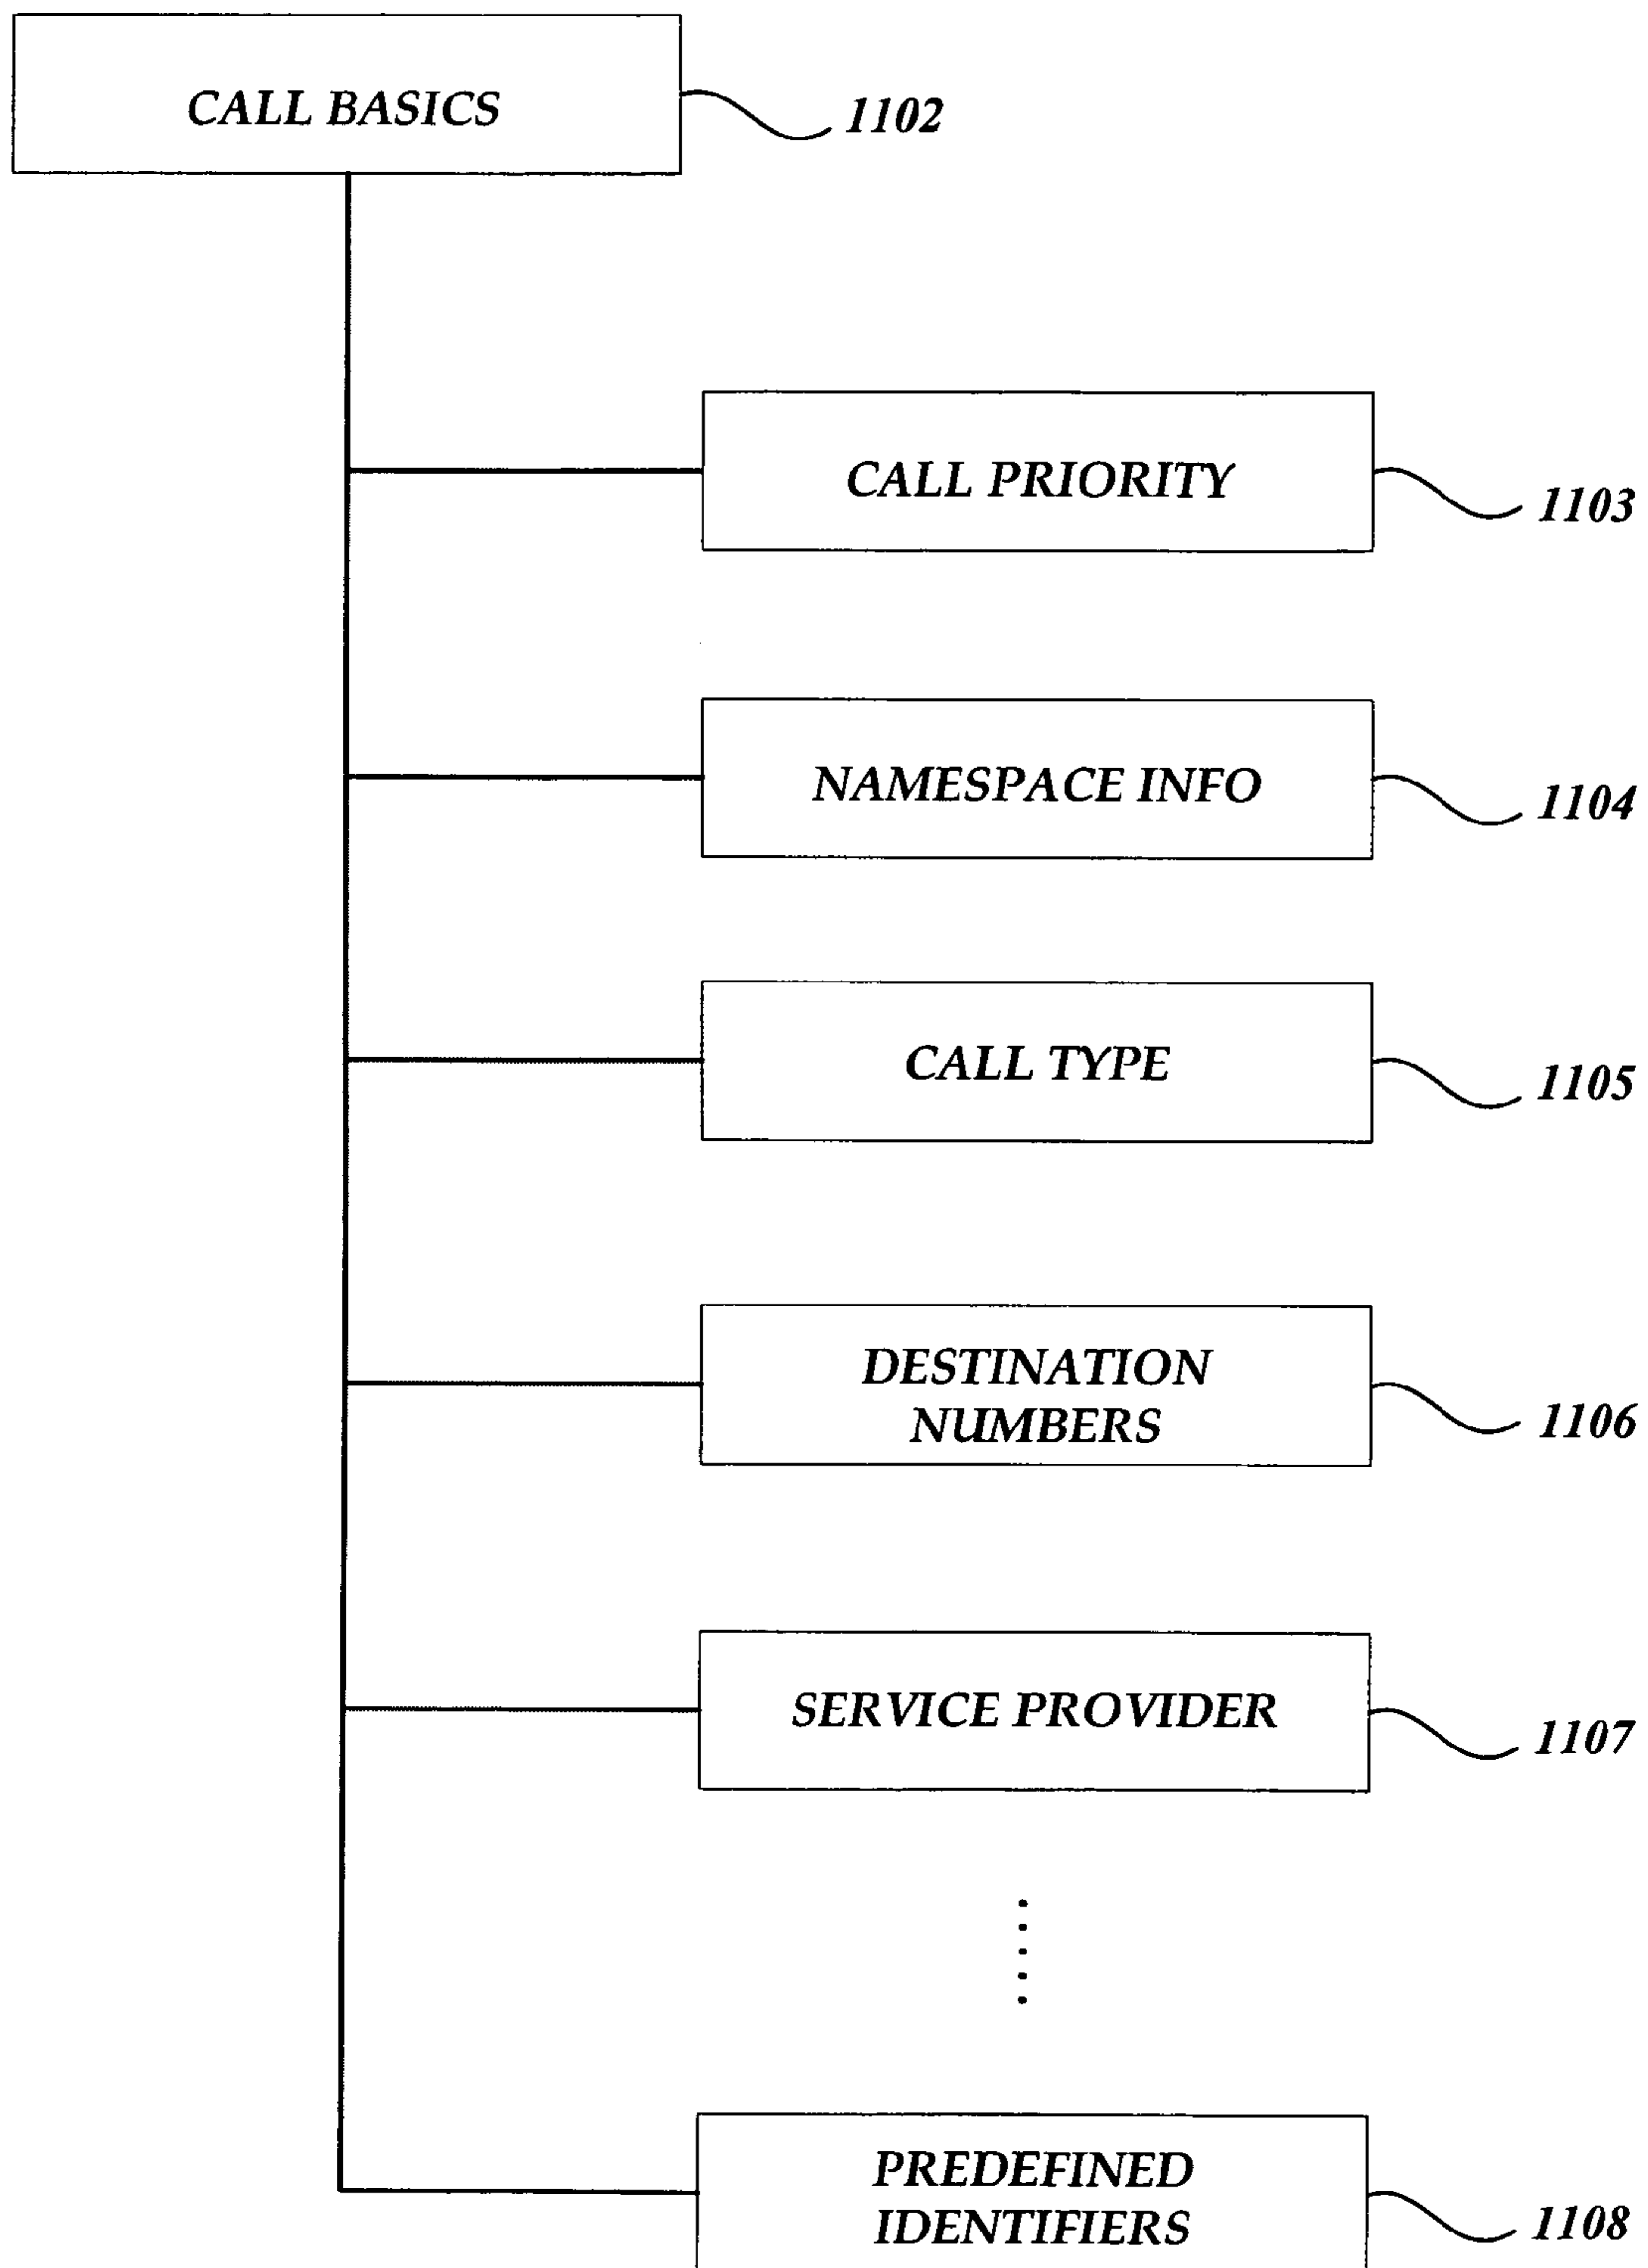 CALL BASICS
1102
CALL PRIORITY
1103
NAMESPACE INFO
1104
CALL TYPE
1105
DESTINATION
NUMBERS
1106
SERVICE PROVIDER
1107
PREDEFINED
IDENTIFIERS
1108